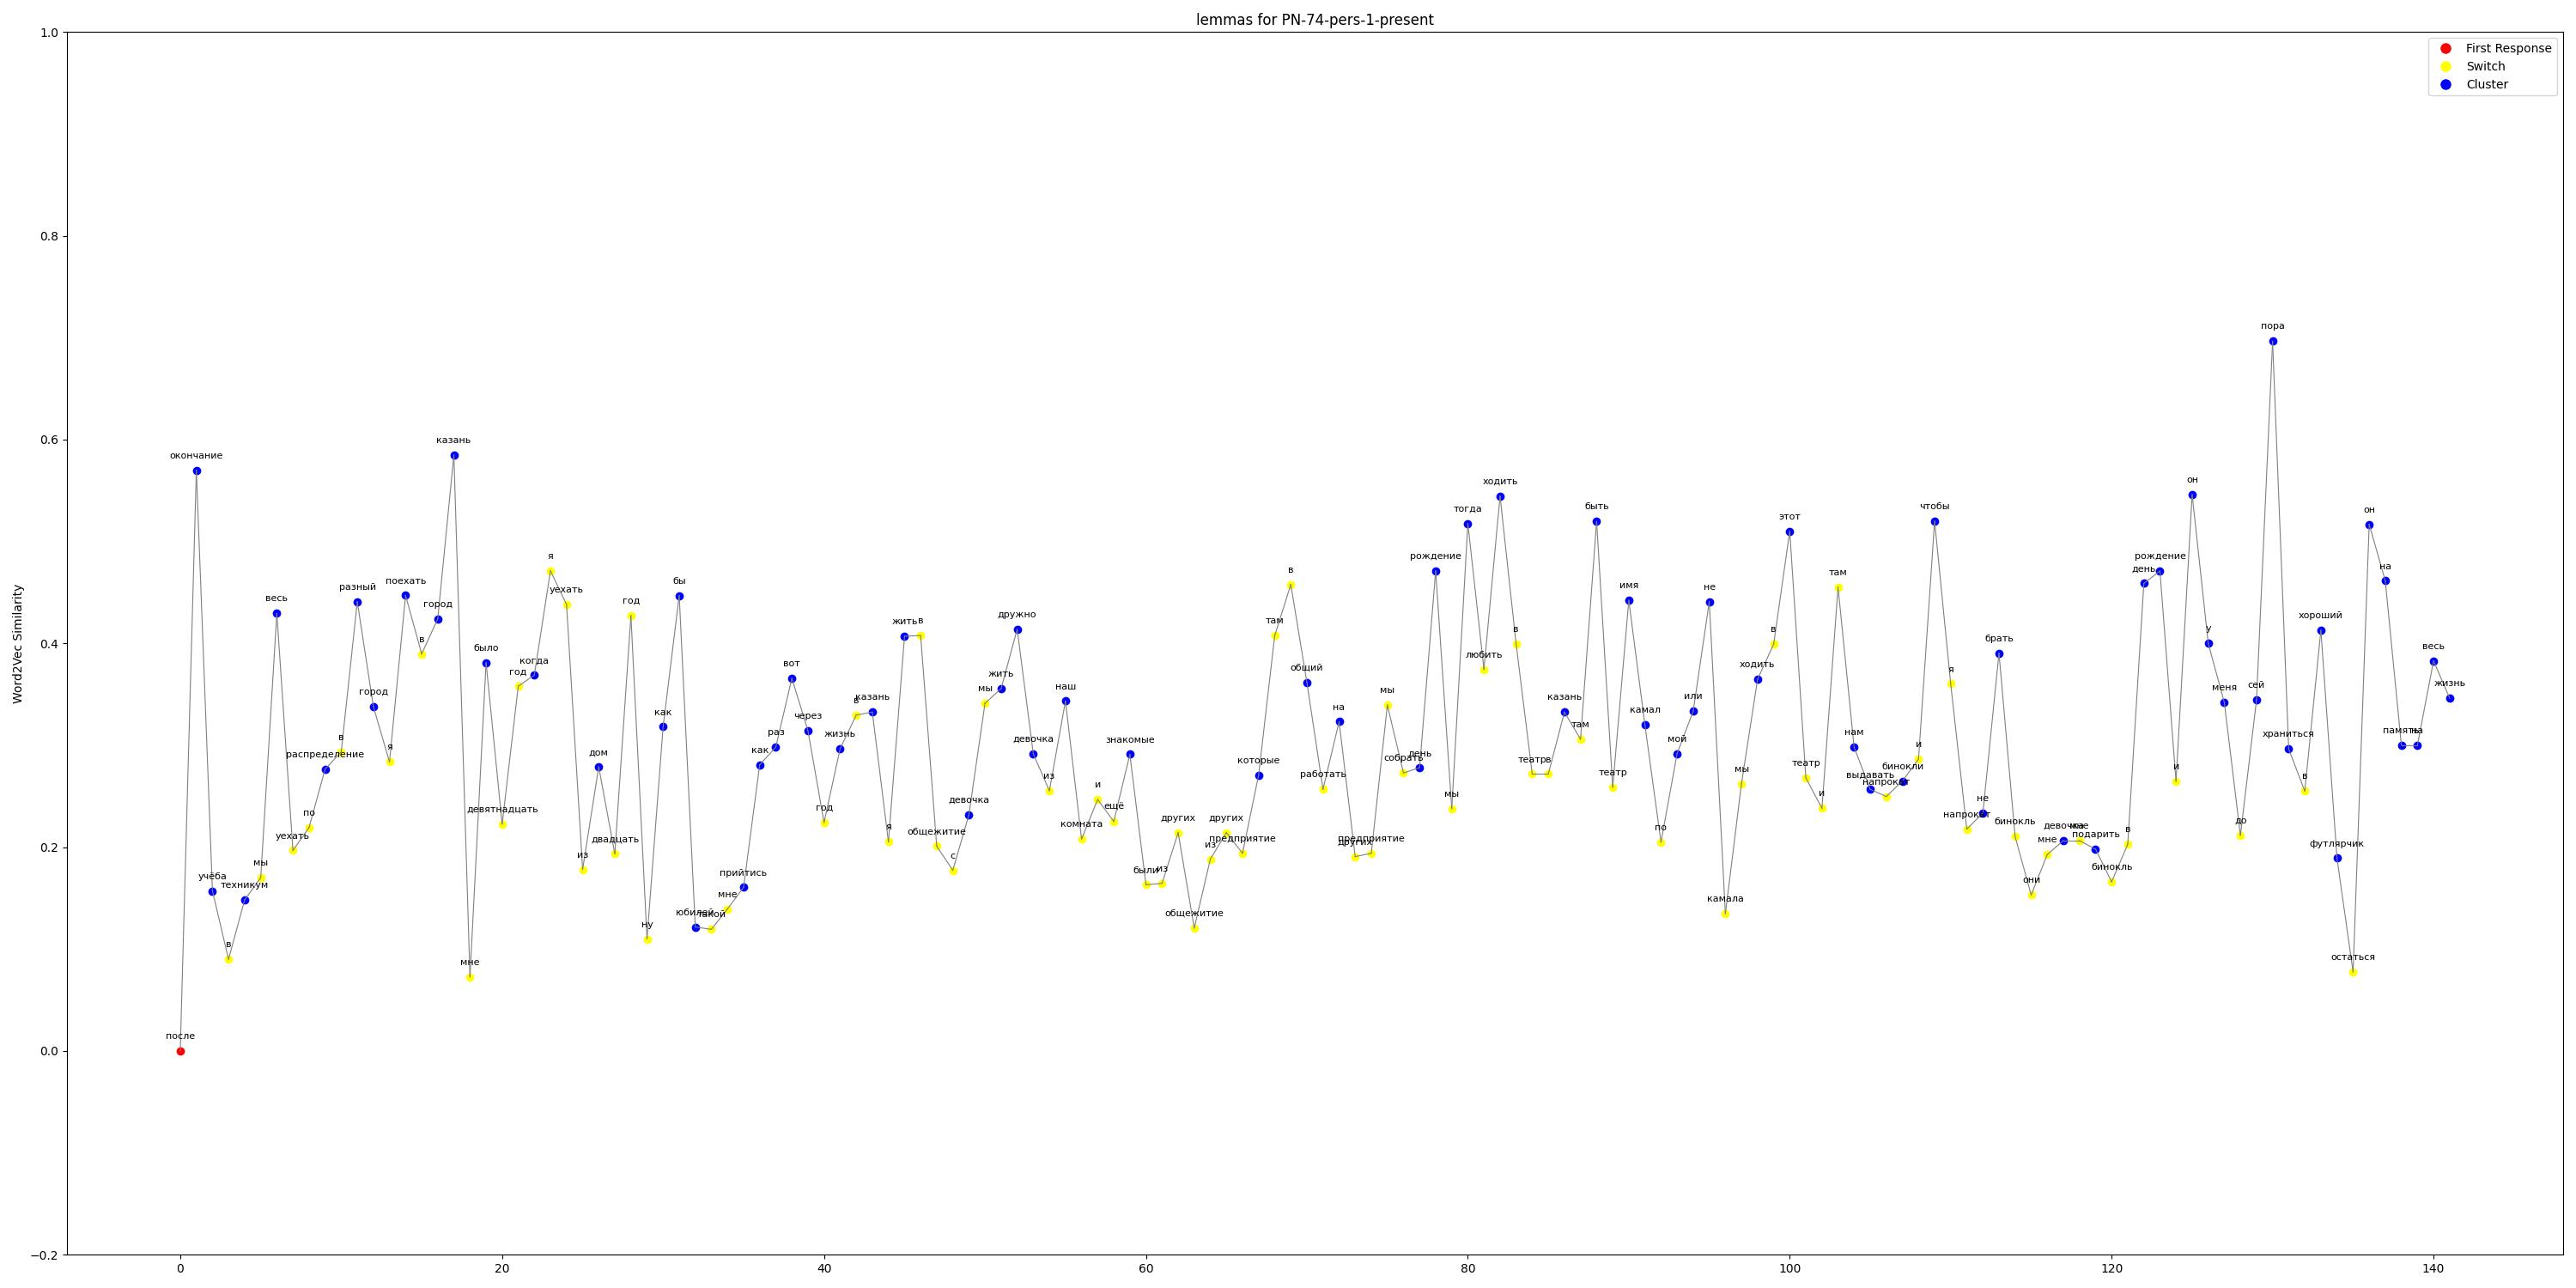 lemmas for PN-74-pers-1-present
First Response
Switch
Cluster
Word2Vec Similarity
1.0
0.8
0.6
0.4
0.2
0.0
−0.2
0
20
40
60
80
100
120
140
после
окончание
учёба
в
техникум
мы
весь
уехать
по
распределение
в
разный
город
я
поехать
в
город
казань
мне
было
девятнадцать
год
когда
я
уехать
из
дом
двадцать
год
ну
как
бы
юбилей
такой
мне
прийтись
как
раз
вот
через
год
жизнь
в
казань
я
жить
в
общежитие
с
девочка
мы
жить
дружно
девочка
из
наш
комната
и
ещё
знакомые
были
из
других
общежитие
из
других
предприятие
которые
там
в
общий
работать
на
других
предприятие
мы
собрать
день
рождение
мы
тогда
любить
ходить
в
театр
в
казань
там
быть
театр
имя
камал
по
мой
или
не
камала
мы
ходить
в
этот
театр
и
там
нам
выдавать
напрокат
бинокли
и
чтобы
я
напрокат
не
брать
бинокль
они
мне
девочка
мне
подарить
бинокль
в
день
рождение
и
он
у
меня
до
сей
пора
храниться
в
хороший
футлярчик
остаться
он
на
память
на
весь
жизнь